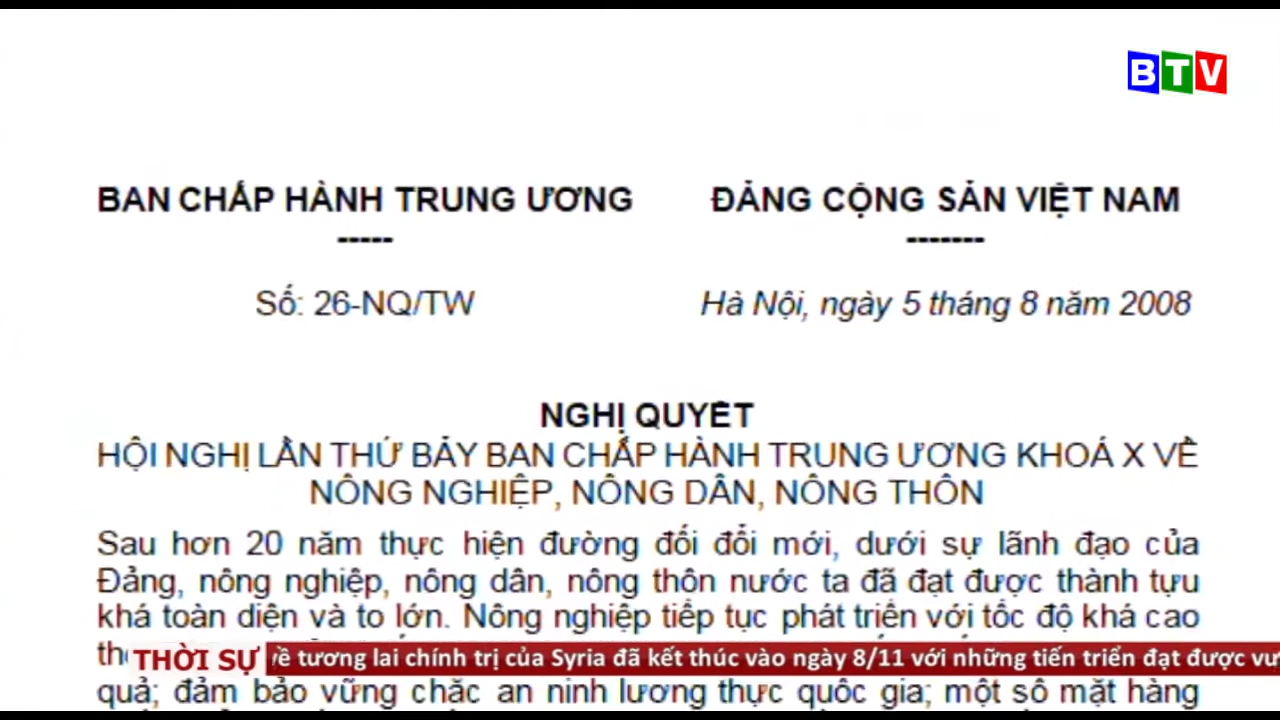 BTV
BAN CHẤP HÀNH TRUNG ƯƠNG
-----
ĐẢNG CỘNG SẢN VIỆT NAM
-------
Số: 26-NQ/TW
Hà Nội, ngày 5 tháng 8 năm 2008
NGHỊ QUYẾT
HỘI NGHỊ LẦN THỨ BẢY BAN CHẤP HÀNH TRUNG ƯƠNG KHOÁ X VỀ
NÔNG NGHIỆP, NÔNG DÂN, NÔNG THÔN
Sau hơn 20 năm thực hiện đường đối đổi mới, dưới sự lãnh đạo của
Đảng, nông nghiệp, nông dân, nông thôn nước ta đã đạt được thành tựu
khá toàn diện và to lớn. Nông nghiệp tiếp tục phát triển với tốc độ khá cao
THỜI SỰ
về tương lai chính trị của Syria đã kết thúc vào ngày 8/11 với những tiến triển đạt được
quả; đảm bảo vững chắc an ninh lương thực quốc gia; một số mặt hàng